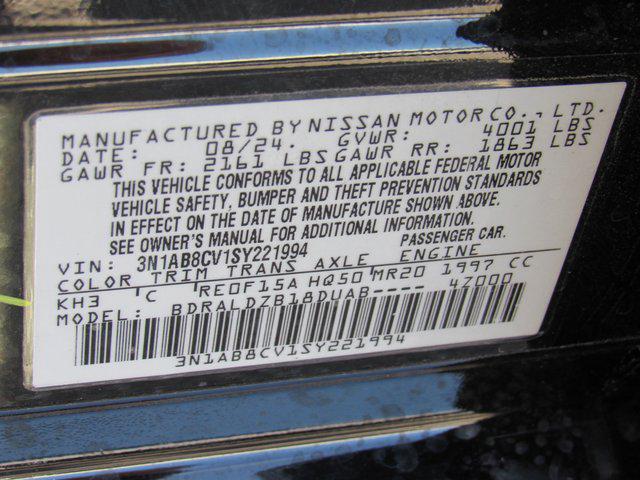 MANUFACTURED BY NISSAN MOTOR CO., LTD.
DATE: 08/24. GVWR: 4001 LBS
GAWR FR: 2161 LBS GAWR RR: 1863 LBS
THIS VEHICLE CONFORMS TO ALL APPLICABLE FEDERAL MOTOR
VEHICLE SAFETY, BUMPER AND THEFT PREVENTION STANDARDS
IN EFFECT ON THE DATE OF MANUFACTURE SHOWN ABOVE.
SEE OWNER'S MANUAL FOR ADDITIONAL INFORMATION.
VIN: 3N1AB8CV1SY221994 PASSENGER CAR.
COLOR TRIM TRANS AXLE ENGINE
KH3 'C RE0F15A HQ50 MR20 1997 CC
MODEL: BDRALDZB18DUAB---- 4Z000
3N1AB8CV1SY221994